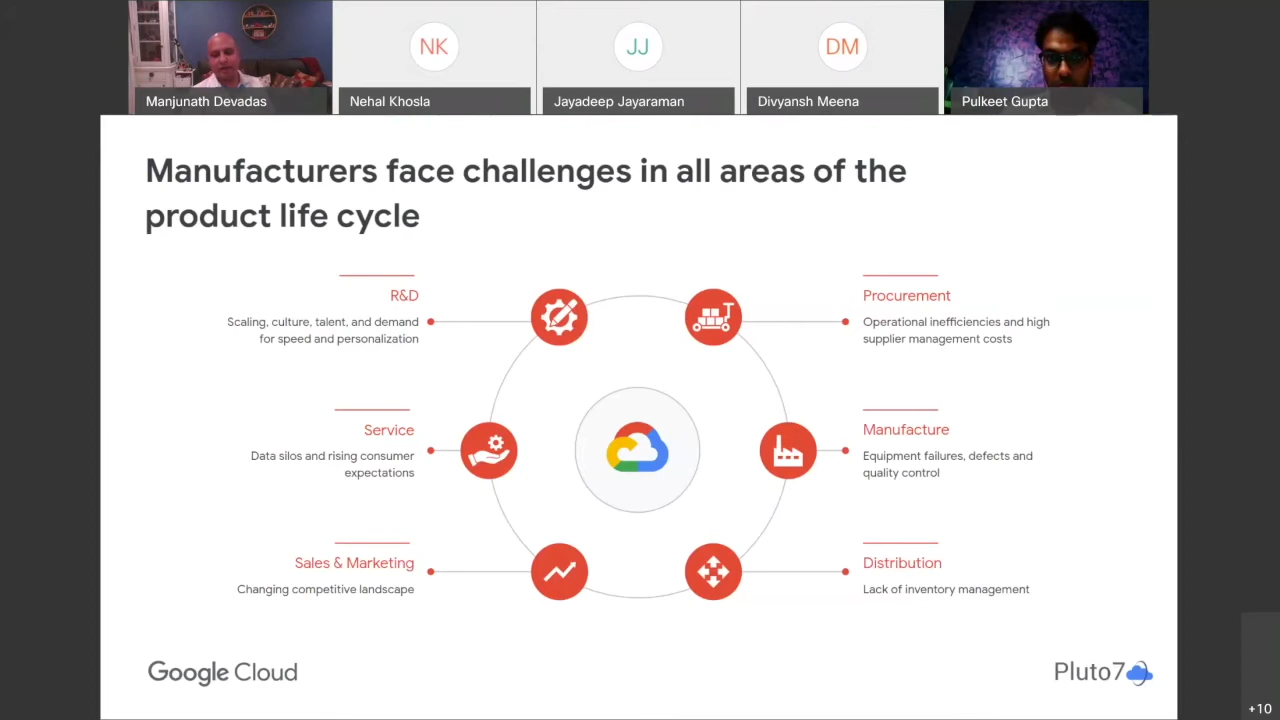 NK
JJ
DM
Manjunath Devadas
Nehal Khosla
Jayadeep Jayaraman
Divyansh Meena
Pulkeet Gupta
Manufacturers face challenges in all areas of the
product life cycle
R&D
Scaling, culture, talent, and demand
for speed and personalization
Procurement
Operational inefficiencies and high
supplier management costs
Service
Data silos and rising consumer
expectations
Manufacture
Equipment failures, defects and
quality control
Sales & Marketing
Changing competitive landscape
Distribution
Lack of inventory management
Google Cloud
Pluto7
+10